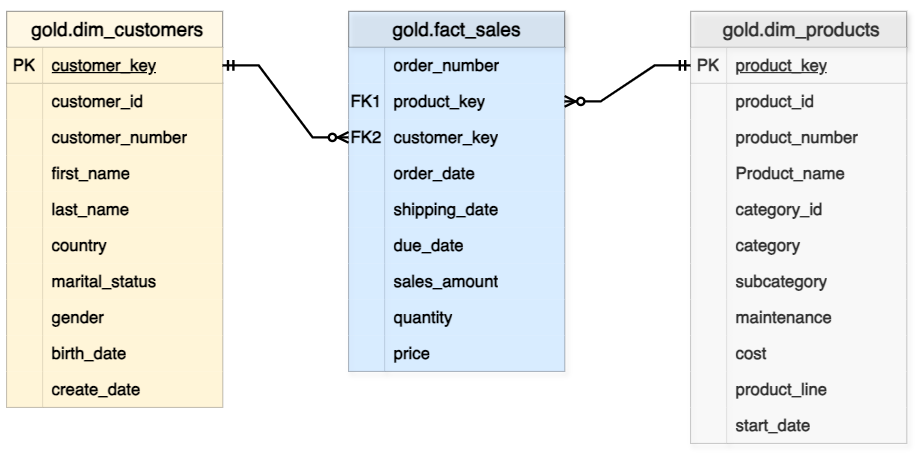 gold.dim_customers
PK customer_key
customer_id
customer_number
first_name
last_name
country
marital_status
gender
birth_date
create_date
gold.fact_sales
order_number
FK1 product_key
FK2 customer_key
order_date
shipping_date
due_date
sales_amount
quantity
price
gold.dim_products
PK product_key
product_id
product_number
Product_name
category_id
category
subcategory
maintenance
cost
product_line
start_date